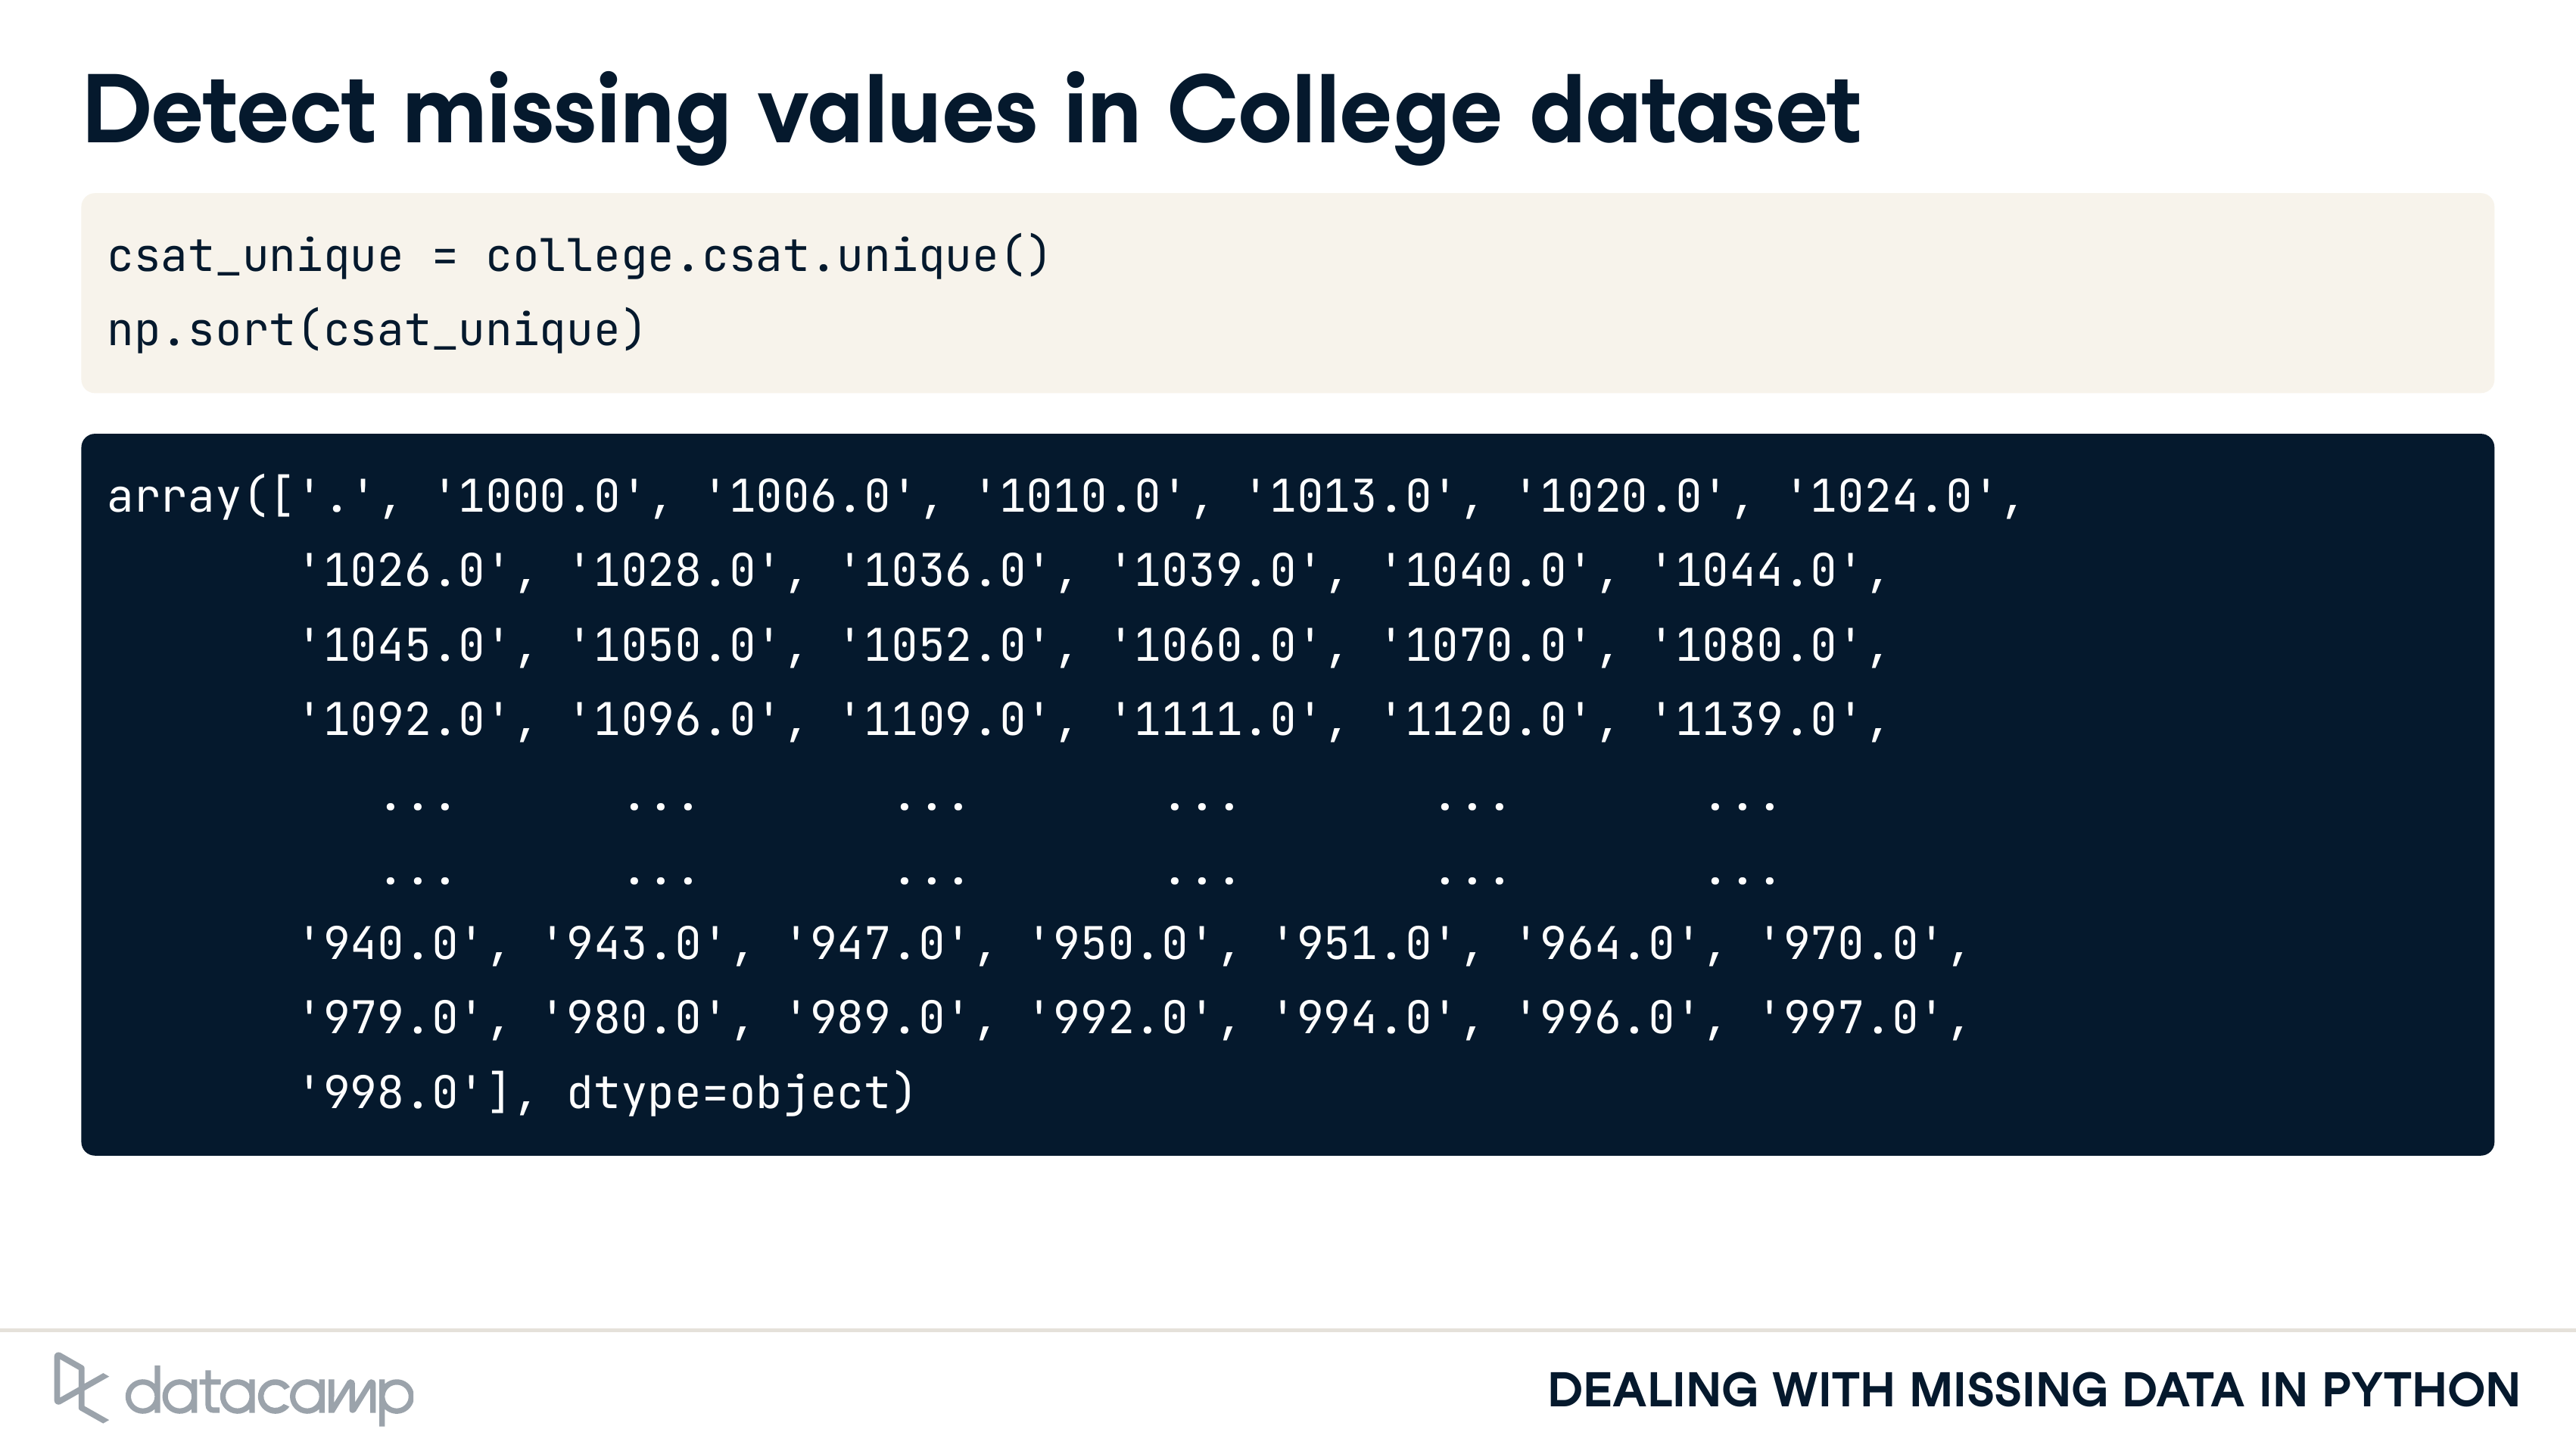 Detect missing values in College dataset
csat_unique = college.csat.unique()
np.sort(csat_unique)
array(['.', '1000.0', '1006.0', '1010.0', '1013.0', '1020.0', '1024.0',
'1026.0', '1028.0', '1036.0', '1039.0', '1040.0', '1044.0',
'1045.0', '1050.0', '1052.0', '1060.0', '1070.0', '1080.0',
'1092.0', '1096.0', '1109.0', '1111.0', '1120.0', '1139.0',
... ... ... ... ... ...
... ... ... ... ... ...
'940.0', '943.0', '947.0', '950.0', '951.0', '964.0', '970.0',
'979.0', '980.0', '989.0', '992.0', '994.0', '996.0', '997.0',
'998.0'], dtype=object)
datacamp
DEALING WITH MISSING DATA IN PYTHON